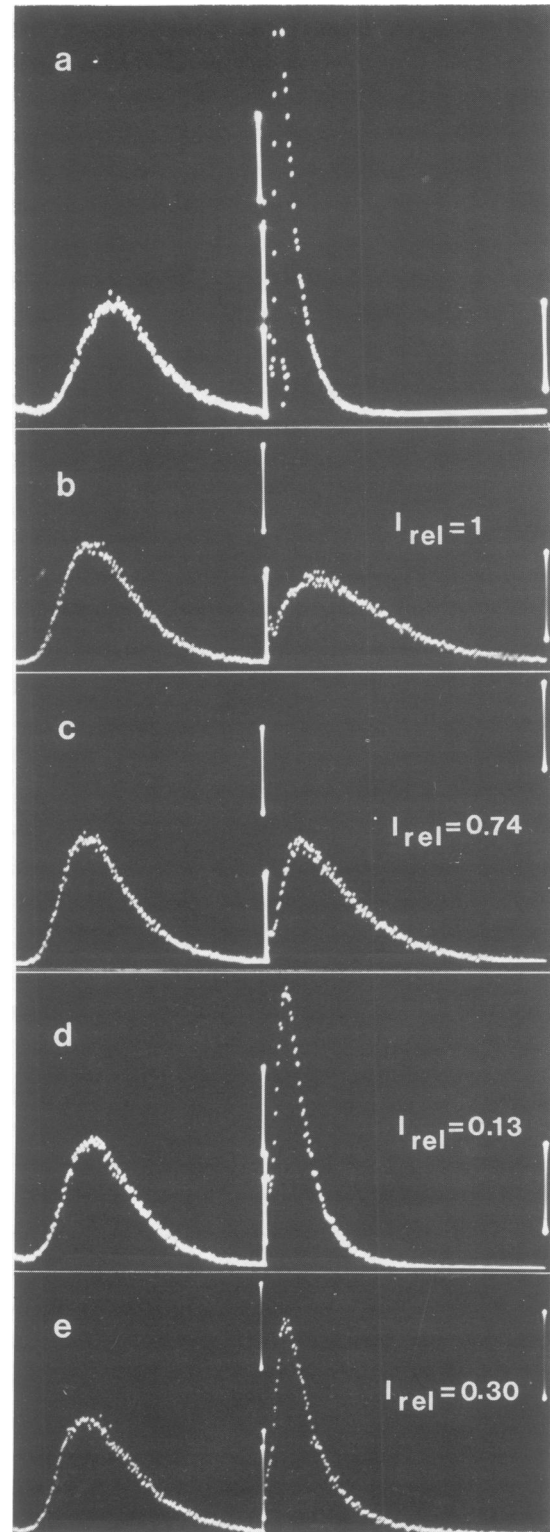 a
b
I rel = 1
c
I rel = 0.74
d
I rel = 0.13
e
I rel = 0.30